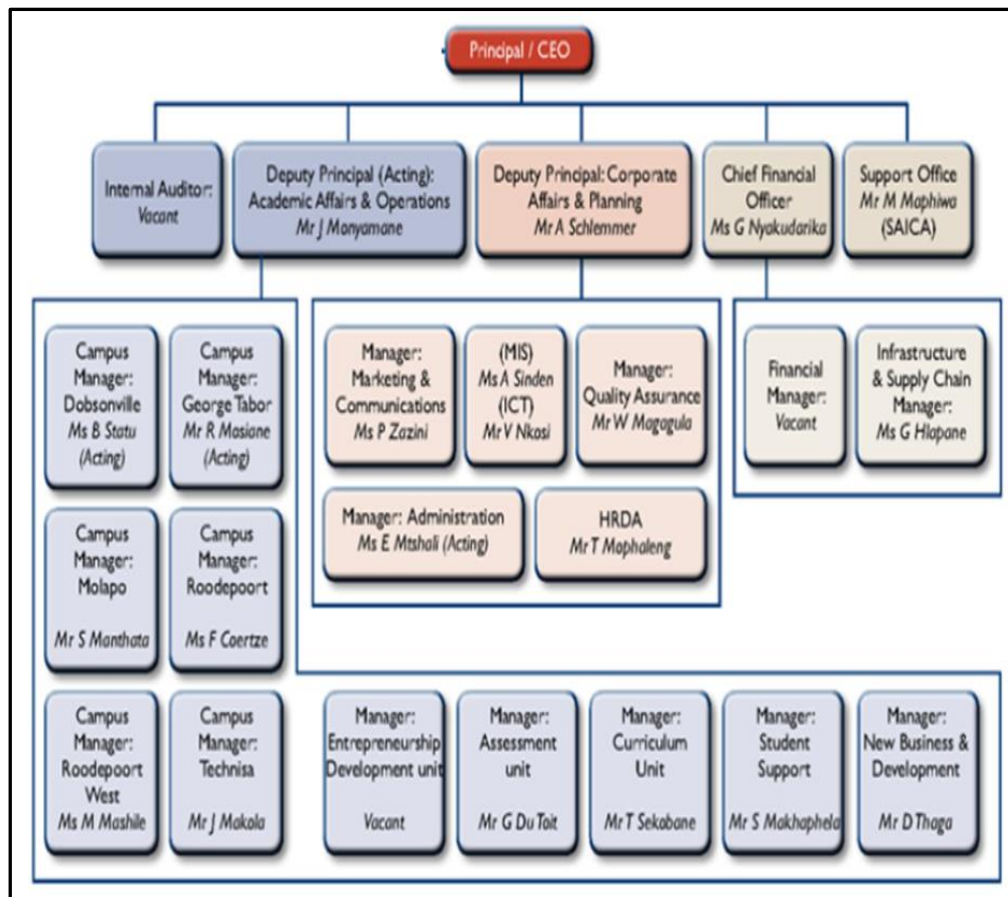 Principal / CEO
Internal Auditor:
Vacant
Deputy Principal (Acting):
Academic Affairs & Operations
Mr J Monyamane
Deputy Principal: Corporate
Affairs & Planning
Mr A Schlemmer
Chief Financial
Officer
Ms G Nyakudarika
Support Office
Mr M Maphiwa
(SAICA)
Campus
Manager:
Dobsonville
Ms B Statu
(Acting)
Campus
Manager:
George Tabor
Mr R Masiane
(Acting)
Manager:
Marketing &
Communications
Ms P Zazini
(MIS)
Ms A Sinden
(ICT)
Mr V Nkosi
Manager:
Quality Assurance
Mr W Magagula
Financial
Manager:
Vacant
Infrastructure
& Supply Chain
Manager:
Ms G Hlapane
Manager: Administration
Ms E Mtshali (Acting)
HRDA
Mr T Maphaleng
Campus
Manager:
Molapo
Mr S Manthata
Campus
Manager:
Roodepoort
Ms F Coertze
Campus
Manager:
Roodepoort
West
Ms M Mashile
Campus
Manager:
Technisa
Mr J Makola
Manager:
Entrepreneurship
Development unit
Vacant
Manager:
Assessment
unit
Mr G Du Toit
Manager:
Curriculum
Unit
Mr T Sekobane
Manager:
Student
Support
Mr S Makhaphela
Manager:
New Business &
Development
Mr D Thaga